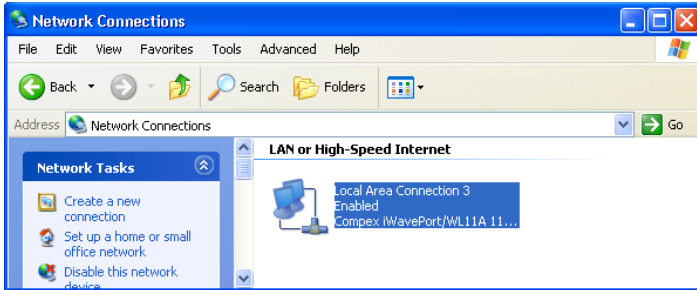 Network Connections
File Edit View Favorites Tools Advanced Help
Back Search Folders
Address Network Connections Go
Network Tasks
Create a new
connection
Set up a home or small
office network
Disable this network
device
LAN or High-Speed Internet
Local Area Connection 3
Enabled
Compex iWavePort/WL11A 11...